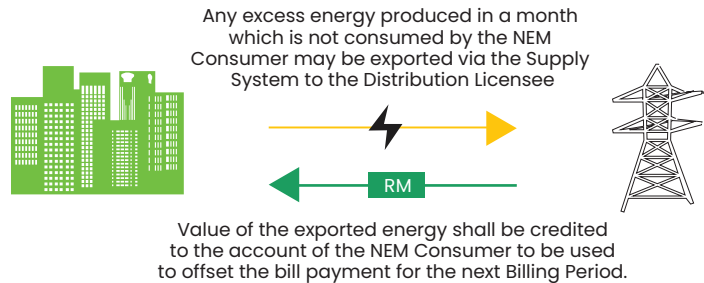 Any excess energy produced in a month
which is not consumed by the NEM
Consumer may be exported via the Supply
System to the Distribution Licensee
RM
Value of the exported energy shall be credited
to the account of the NEM Consumer to be used
to offset the bill payment for the next Billing Period.